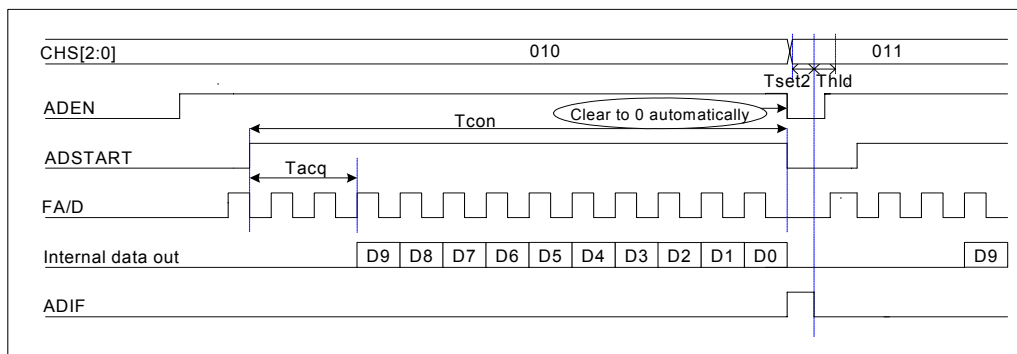 CHS[2:0] 010 011
Tset2 Thld
ADEN Clear to 0 automatically
Tcon
ADSTART
Tacq
FA/D
Internal data out D9 D8 D7 D6 D5 D4 D3 D2 D1 D0 D9
ADIF